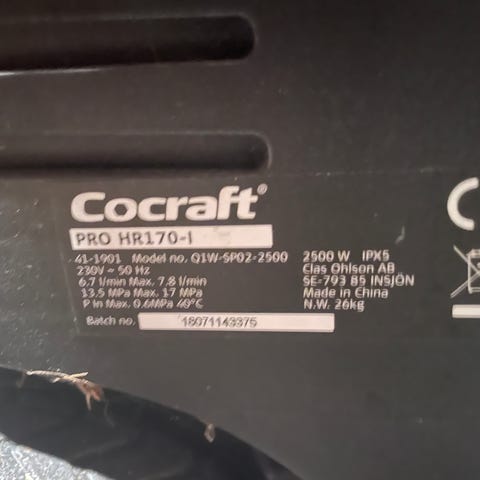 Cocraft®
PRO HR170-I
41-1901 Model no. Q1W-SP02-2500
230V ~ 50 Hz
6.7 l/min Max. 7.8 l/min
13.5 MPa Max. 17 MPa
P In Max. 0.6MPa 40°C
Batch no. 18071143375
2500 W IPX5
Clas Ohlson AB
SE-793 85 INSJÖN
Made in China
N.W. 26kg
CE